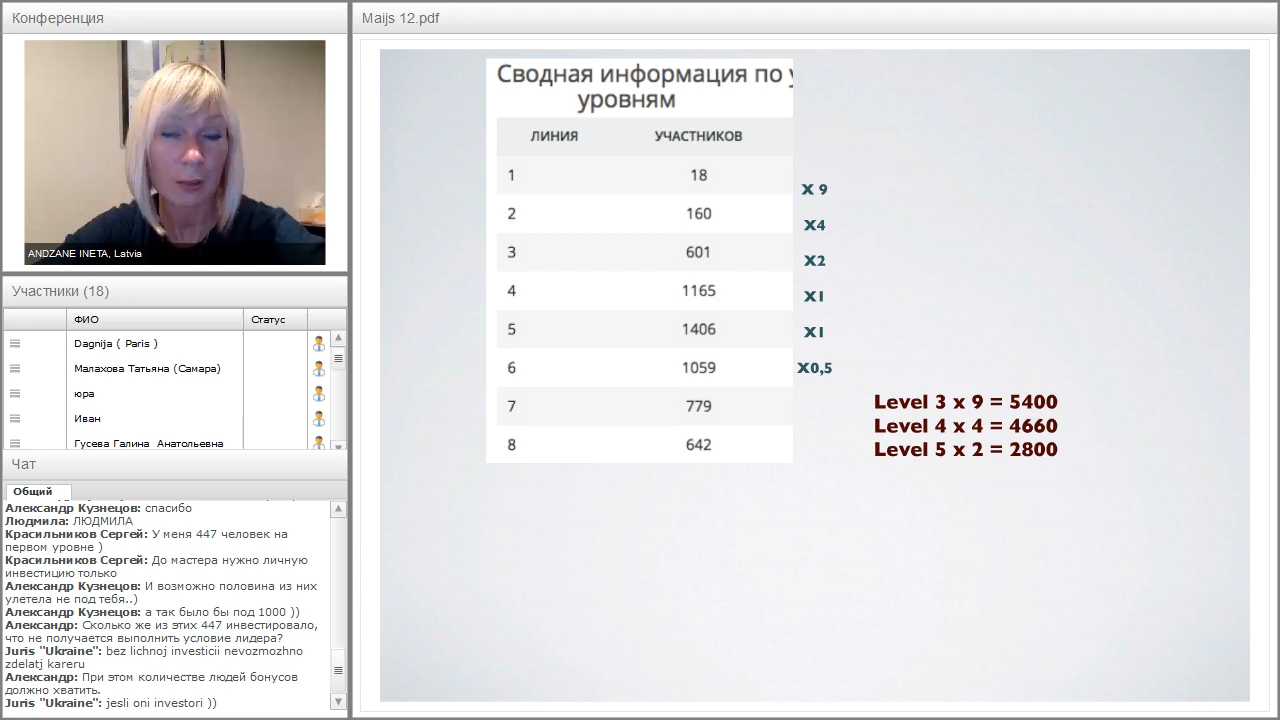 Конференция
ANDZANE INETA, Latvia
Участники (18)
ФИО Статус
Dagnija ( Paris )
Малахова Татьяна (Самара)
юра
Иван
Гусева Галина Анатольевна
Чат
Общий
Александр Кузнецов: спасибо
Людмила: ЛЮДМИЛА
Красильников Сергей: У меня 447 человек на
первом уровне )
Красильников Сергей: До мастера нужно личную
инвестицию только
Александр Кузнецов: И возможно половина из них
улетела не под тебя..)
Александр Кузнецов: а так было бы под 1000 ))
Александр: Сколько же из этих 447 инвестировало,
что не получается выполнить условие лидера?
Juris "Ukraine": bez lichnoj investicii nevozmozhno
zdelatj kareru
Александр: При этом количестве людей бонусов
должно хватить.
Juris "Ukraine": jesli oni investori ))
Maijs 12.pdf
Сводная информация по
уровням
ЛИНИЯ УЧАСТНИКОВ
1 18
X 9
2 160
X4
3 601
X2
4 1165
X1
5 1406
X1
6 1059
X0,5
7 779
8 642
Level 3 x 9 = 5400
Level 4 x 4 = 4660
Level 5 x 2 = 2800